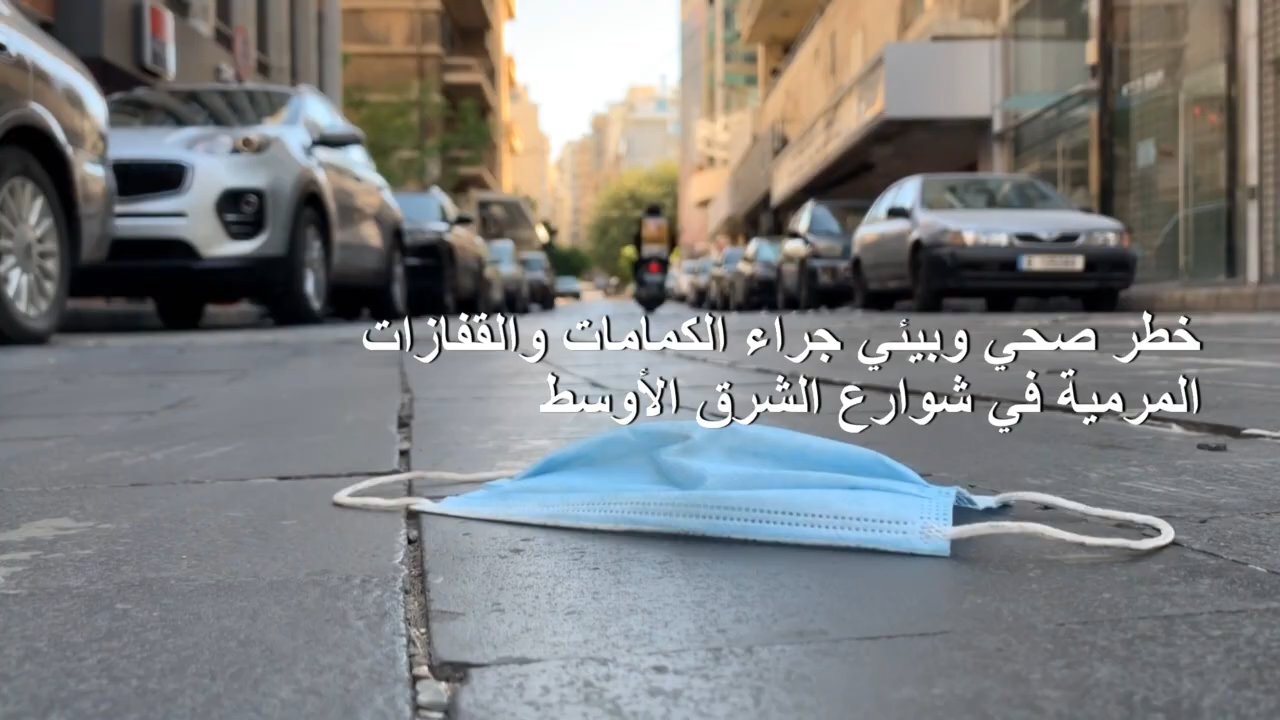 خطر صحي وبيئي جراء الكمامات والقفازات
المرمية في شوارع الشرق الأوسط